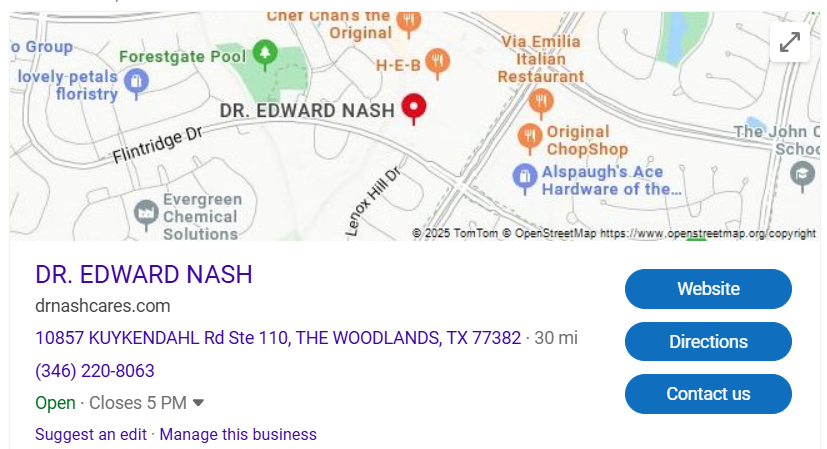 Chef Chan's the
Original
o Group
Forestgate Pool
Via Emilia
Italian
Restaurant
H-E-B
lovely-petals
floristry
DR. EDWARD NASH
Flintridge Dr
Original
ChopShop
The John C
Schoo
Alspaugh's Ace
Hardware of the...
Lenox Hill Dr
Evergreen
Chemical
Solutions
© 2025 TomTom © OpenStreetMap https://www.openstreetmap.org/copyright
DR. EDWARD NASH
drnashcares.com
10857 KUYKENDAHL Rd Ste 110, THE WOODLANDS, TX 77382 · 30 mi
(346) 220-8063
Open · Closes 5 PM
Suggest an edit · Manage this business
Website
Directions
Contact us